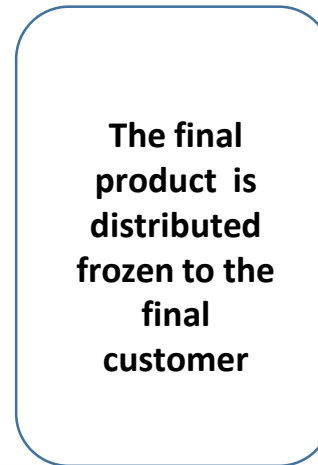 The final
product is
distributed
frozen to the
final
customer